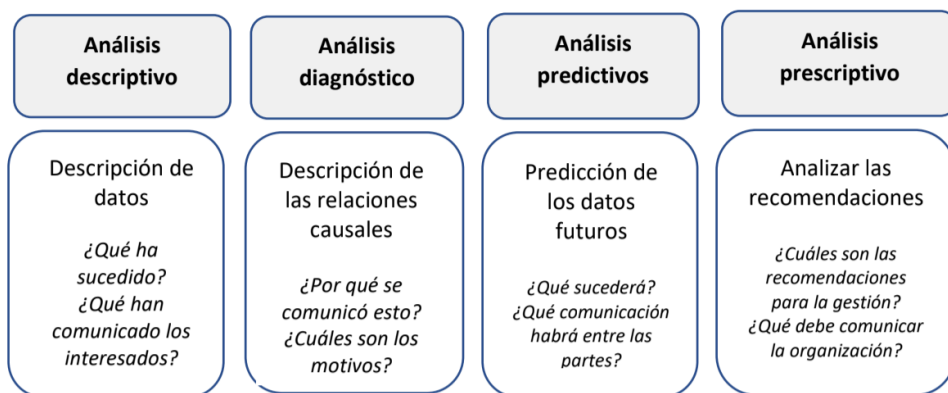 Análisis
descriptivo
Descripción de
datos
¿Qué ha
sucedido?
¿Qué han
comunicado los
interesados?
Análisis
diagnóstico
Descripción de
las relaciones
causales
¿Por qué se
comunicó esto?
¿Cuáles son los
motivos?
Análisis
predictivos
Predicción de
los datos
futuros
¿Qué sucederá?
¿Qué comunicación
habrá entre las
partes?
Análisis
prescriptivo
Analizar las
recomendaciones
¿Cuáles son las
recomendaciones
para la gestión?
¿Qué debe comunicar
la organización?